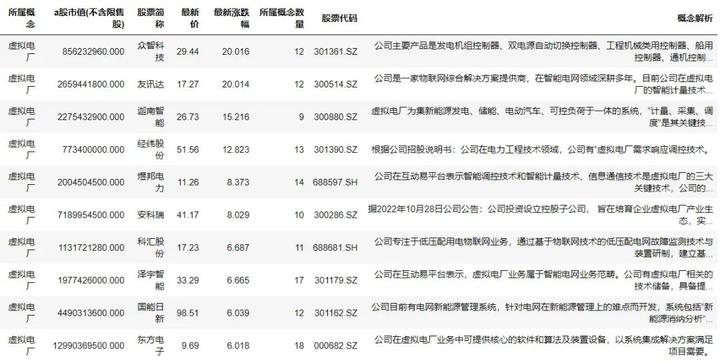 所属概念 a股市值(不含限售股) 股票简称 最新价 最新涨跌幅 所属概念数量 股票代码 概念解析
虚拟电厂 856232960.000 众智科技 29.44 20.016 12 301361.SZ 公司主要产品是发电机组控制器、双电源自动切换控制器、工程机械类用控制器、船用控制器、通机控制...
虚拟电厂 2659441800.000 友讯达 17.27 20.014 12 300514.SZ 公司是一家物联网综合解决方案提供商，在智能电网领域深耕多年。目前公司在虚拟电厂的智能计量技术...
虚拟电厂 2275432900.000 迦南智能 26.73 15.216 9 300880.SZ 虚拟电厂为集新能源发电、储能、电动汽车、可控负荷于一体的系统，“计量、采集、调度”是其关键技...
虚拟电厂 773400000.000 经纬股份 51.56 12.823 13 301390.SZ 根据公司招股说明书：公司在电力工程技术领域，公司有“虚拟电厂需求响应调控技术。
虚拟电厂 2004504500.000 煜邦电力 11.26 8.373 14 688597.SH 公司在互动易平台表示智能调控技术和智能计量技术、信息通信技术是虚拟电厂的三大关键技术，公司的...
虚拟电厂 7189954500.000 安科瑞 41.17 8.029 10 300286.SZ 据2022年10月28日公司公告：公司投资设立控股子公司， 旨在培育企业虚拟电厂产业生态，实...
虚拟电厂 1131721280.000 科汇股份 17.23 6.687 11 688681.SH 公司专注于低压配用电物联网业务，通过基于物联网技术的低压配电网故障监测技术与装置研制，建立基...
虚拟电厂 1977426000.000 泽宇智能 33.29 6.665 17 301179.SZ 公司在互动易平台表示，虚拟电厂业务属于智能电网业务范畴。公司有虚拟电厂相关的技术储备，具备提...
虚拟电厂 4490313600.000 国能日新 98.51 6.039 12 301162.SZ 公司目前有电网新能源管理系统，针对电网在新能源管理上的难点而开发，系统包括“新能源消纳分析”...
虚拟电厂 12990369500.000 东方电子 9.69 6.018 18 000682.SZ 公司在虚拟电厂业务中可提供核心的软件和算法及装置设备，以系统集成解决方案满足项目需要。